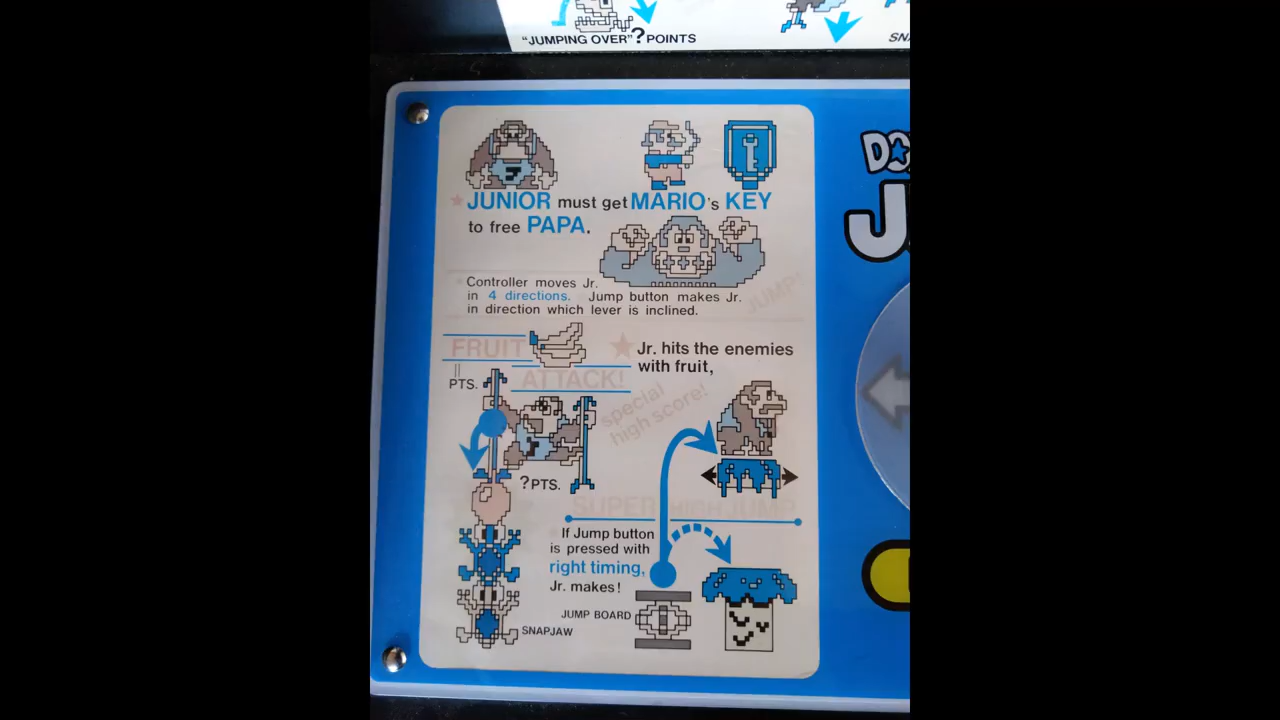 "JUMPING OVER" ? POINTS
JUNIOR must get MARIO's KEY
to free PAPA.
Controller moves Jr.
in 4 directions. Jump button makes Jr.
in direction which lever is inclined.
JUMP!
FRUIT
ATTACK!
PTS.
Jr. hits the enemies
with fruit,
special
high score!
?PTS.
SUPER HIGH JUMP
If Jump button
is pressed with
right timing,
Jr. makes!
JUMP BOARD
SNAPJAW